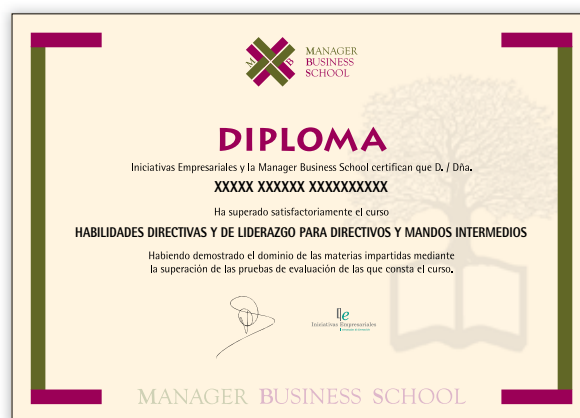 M B
MANAGER
BUSINESS
SCHOOL
DIPLOMA
Iniciativas Empresariales y la Manager Business School certifican que D. / Dña.
XXXXX XXXXXX XXXXXXXXXX
Ha superado satisfactoriamente el curso
HABILIDADES DIRECTIVAS Y DE LIDERAZGO PARA DIRECTIVOS Y MANDOS INTERMEDIOS
Habiendo demostrado el dominio de las materias impartidas mediante
la superación de las pruebas de evaluación de las que consta el curso.
Iniciativas Empresariales
MANAGER BUSINESS SCHOOL